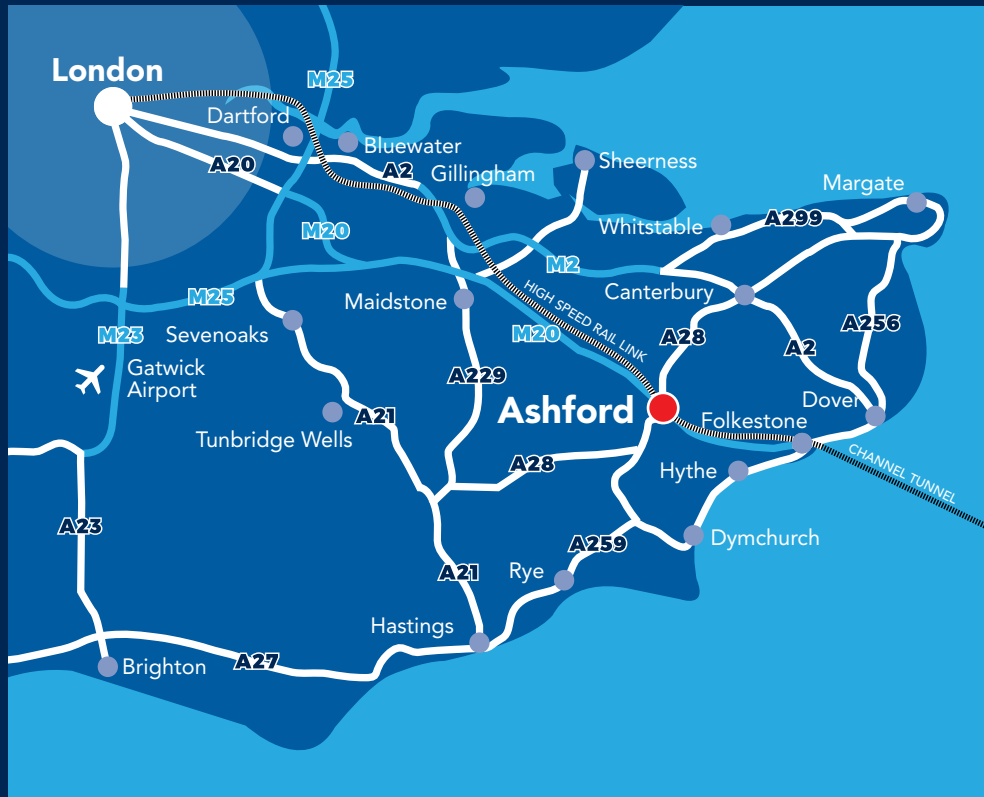 London
M25
Dartford
Bluewater
A20
A2
Gillingham
Sheerness
Margate
Whitstable
A299
M20
M2
Canterbury
M25
Maidstone
HIGH SPEED RAIL LINK
Sevenoaks
M23
M20
A28
A256
A2
Gatwick
Airport
A229
Ashford
Dover
A21
Folkestone
Tunbridge Wells
A28
Hythe
CHANNEL TUNNEL
A23
A259
Dymchurch
A21
Rye
Hastings
A27
Brighton